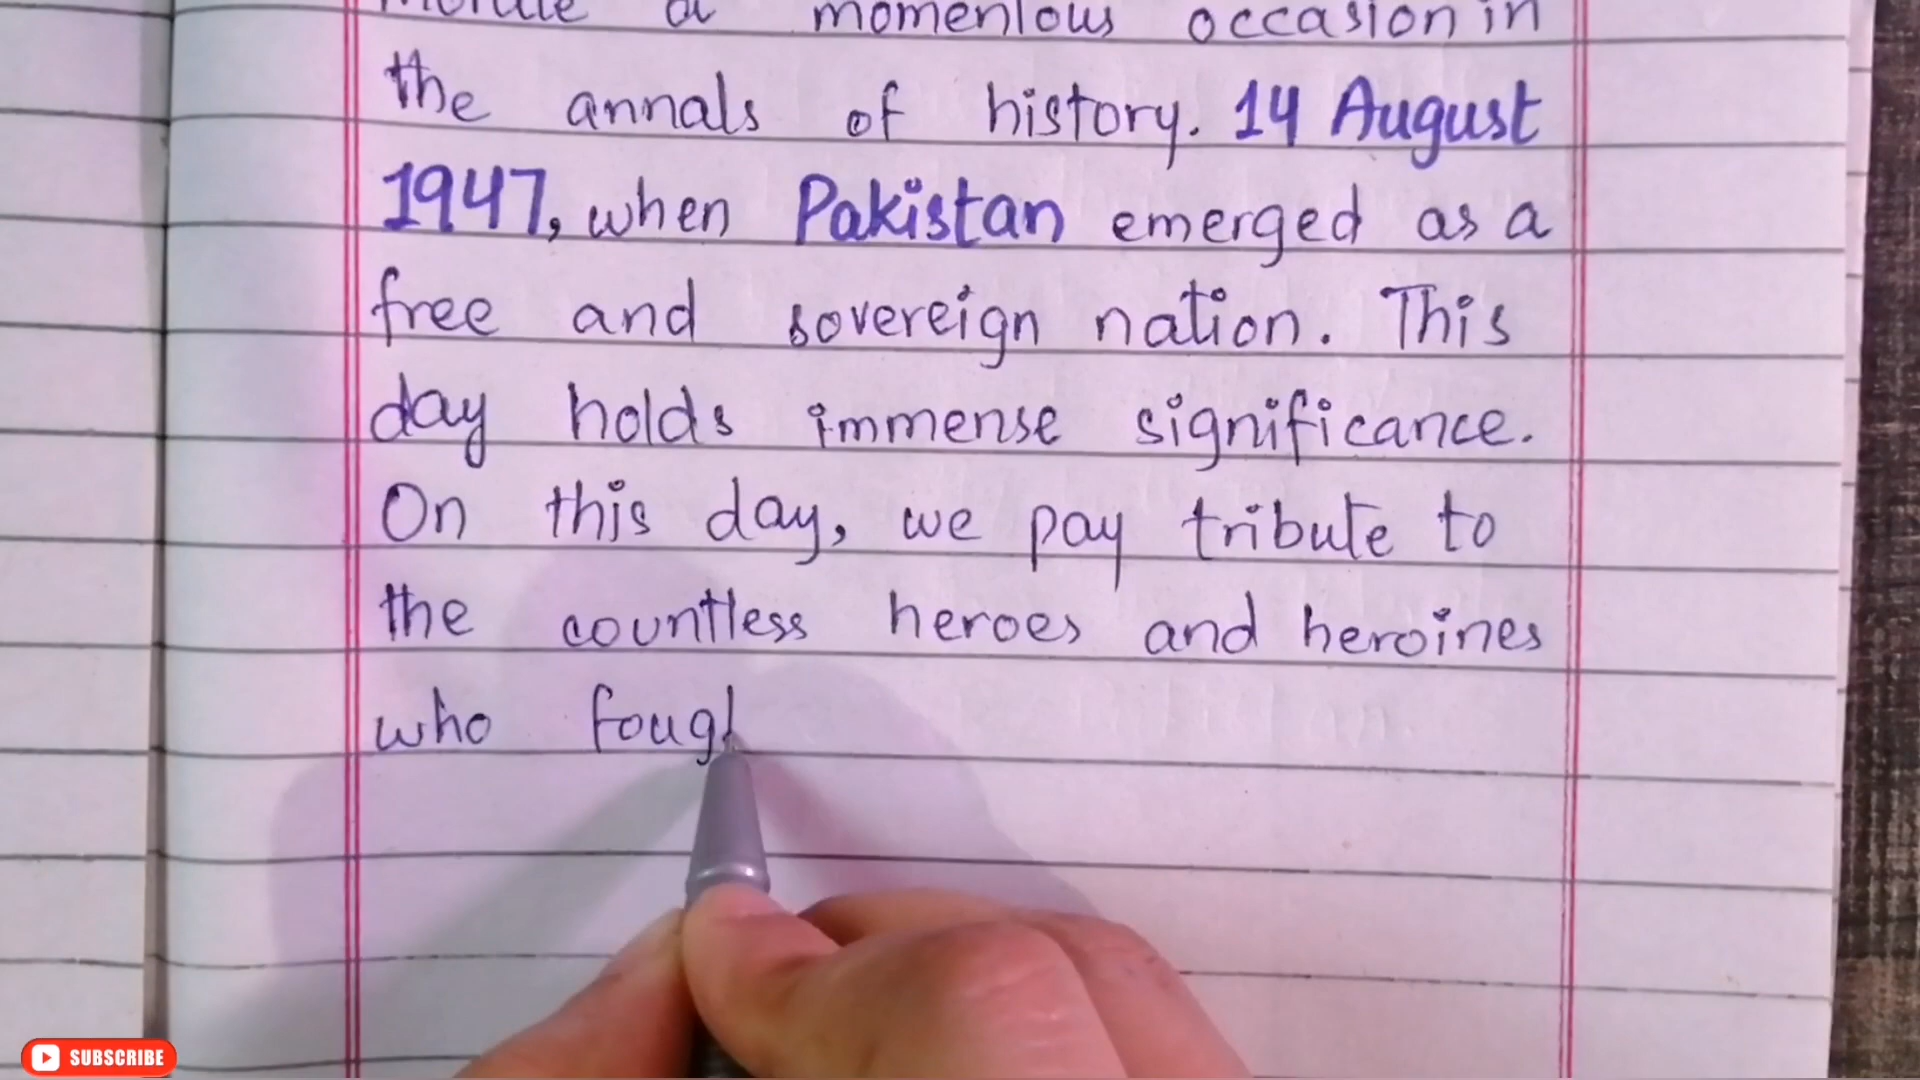 a momentous occasion in
the annals of history. 14 August
1947, when Pakistan emerged as a
free and sovereign nation. This
day holds immense significance.
On this day, we pay tribute to
the countless heroes and heroines
who fough
SUBSCRIBE